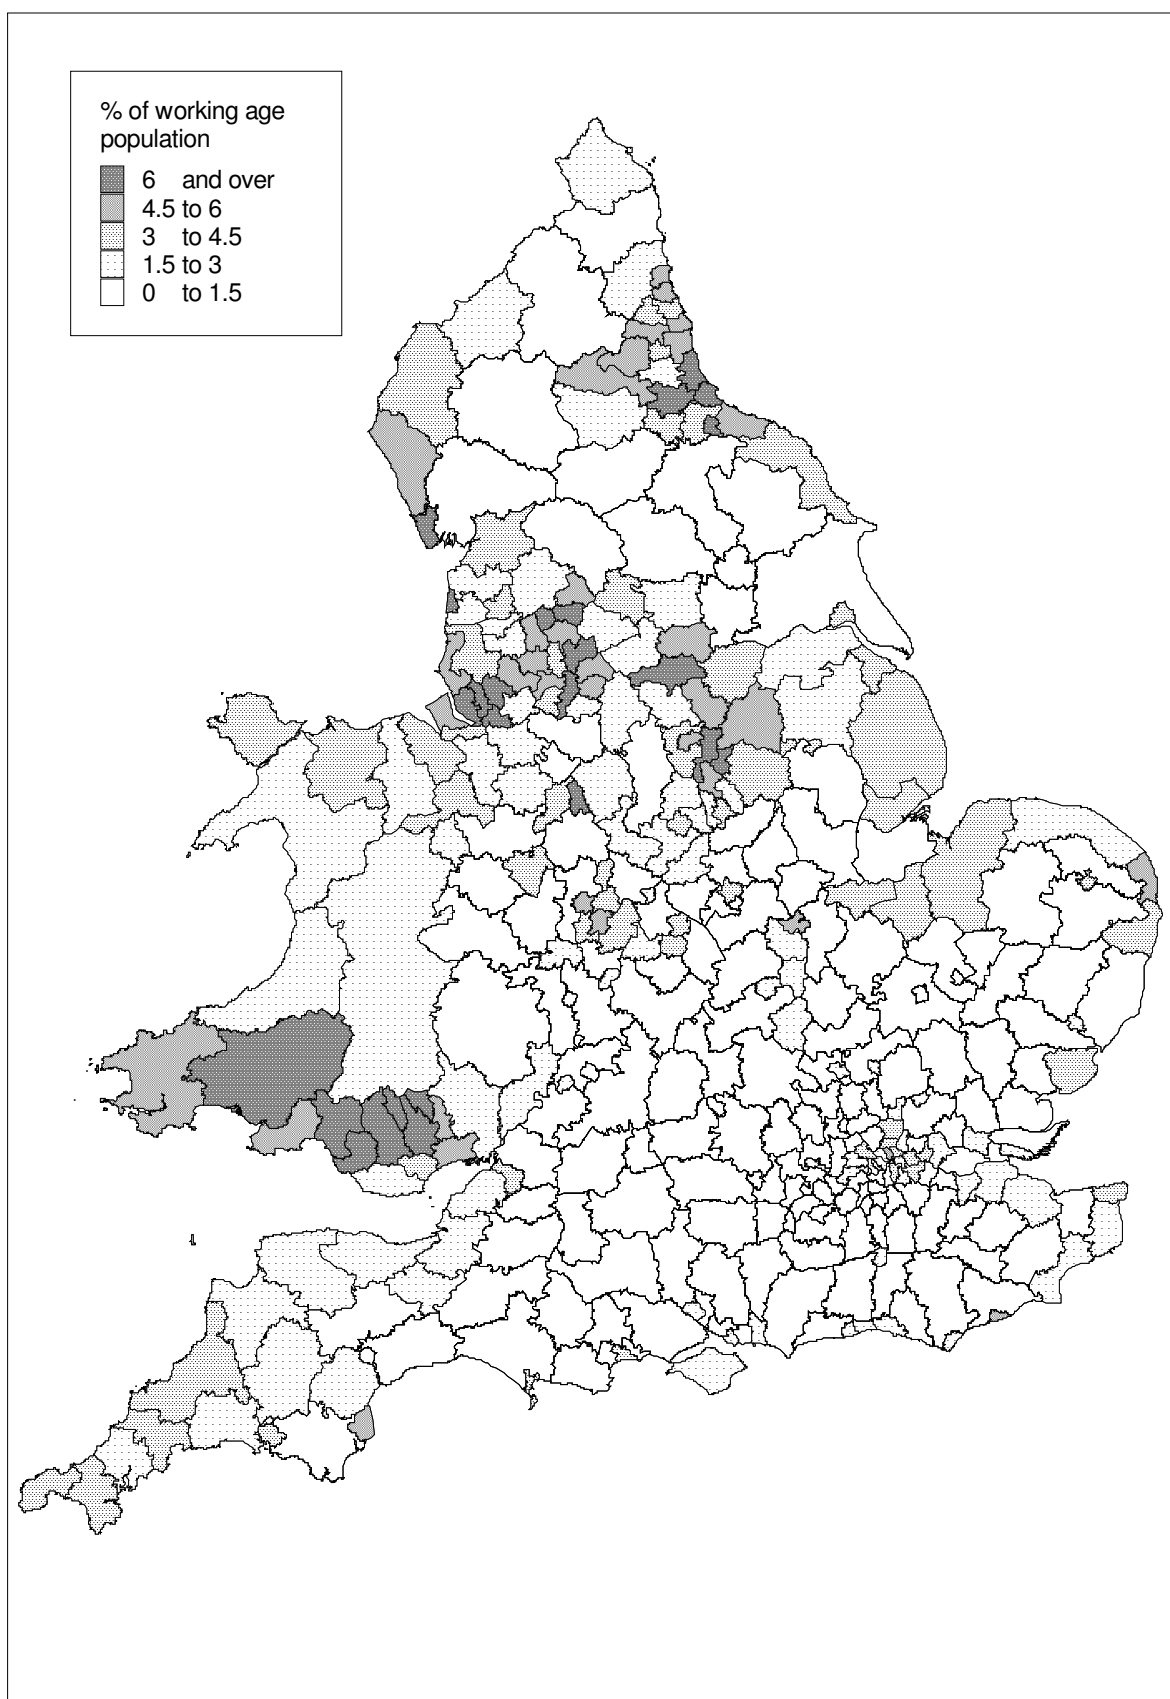 % of working age
population
6 and over
4.5 to 6
3 to 4.5
1.5 to 3
0 to 1.5